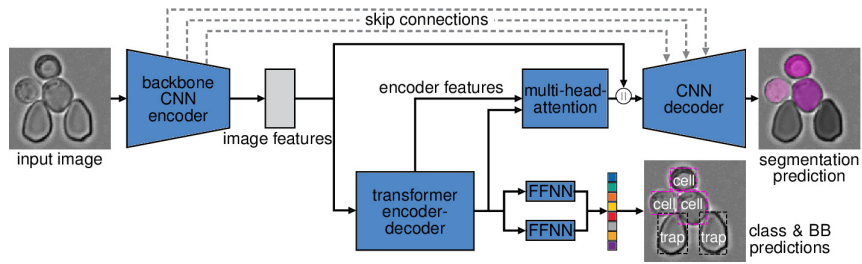 skip connections
backbone
CNN
encoder
encoder features
multi-head-
attention
||
CNN
decoder
input image
image features
segmentation
prediction
transformer
encoder-
decoder
FFNN
FFNN
cell
cell
cell
trap
trap
class & BB
predictions